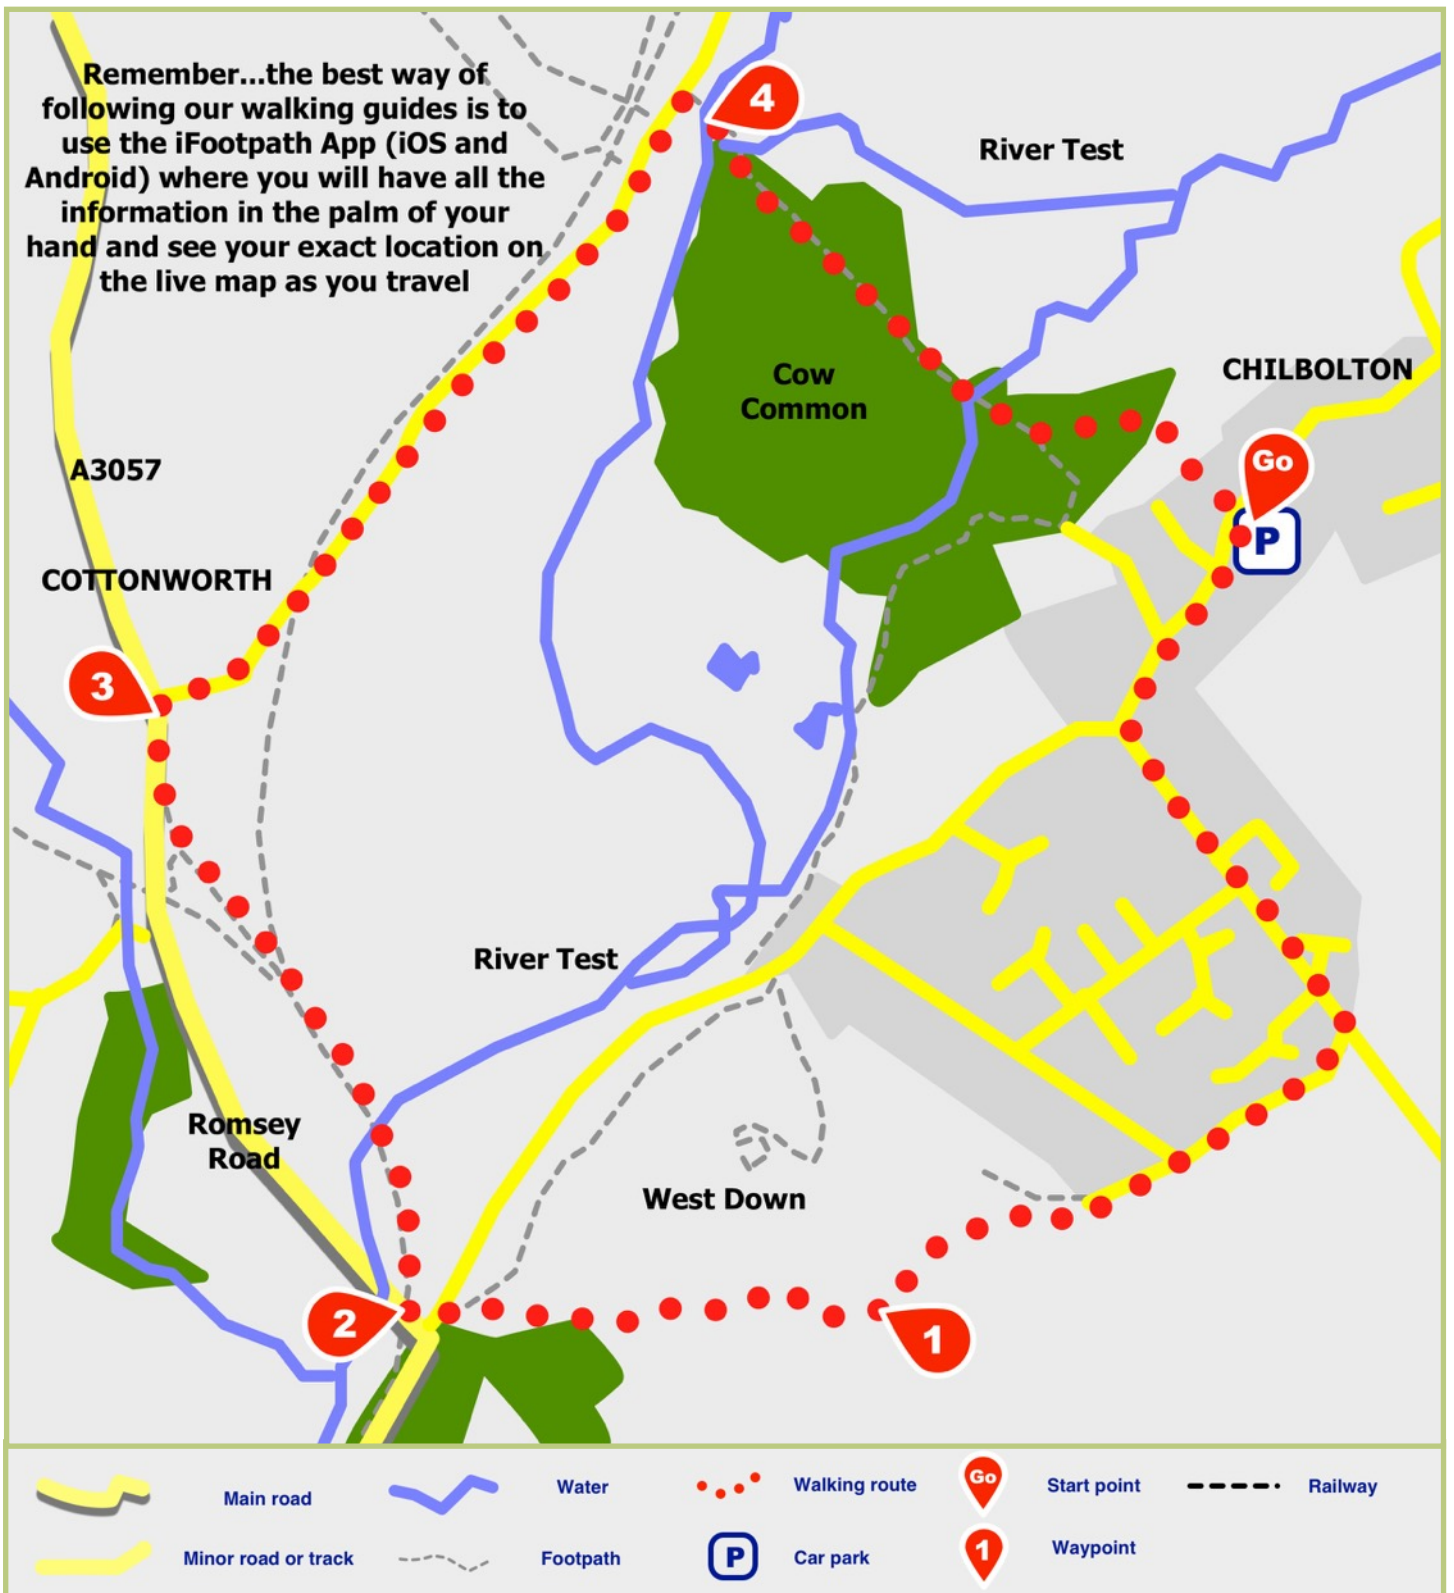 Remember...the best way of
following our walking guides is to
use the iFootpath App (iOS and
Android) where you will have all the
information in the palm of your
hand and see your exact location on
the live map as you travel
4
River Test
Cow
Common
CHILBOLTON
Go
P
A3057
COTTONWORTH
3
River Test
Romsey
Road
West Down
2
1
Main road
Water
Walking route
Go
Start point
Railway
Minor road or track
Footpath
P
Car park
1
Waypoint